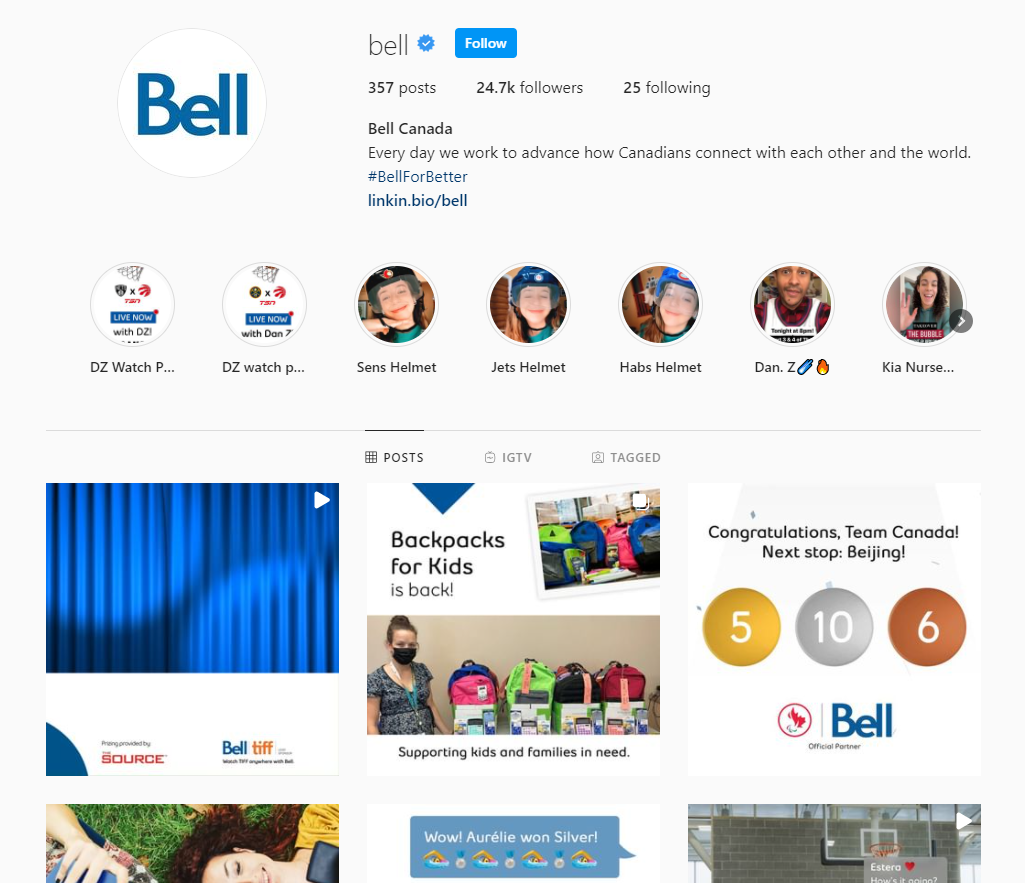 Bell
bell
Follow
357 posts 24.7k followers 25 following
Bell Canada
Every day we work to advance how Canadians connect with each other and the world.
#BellForBetter
linkin.bio/bell
X
TSN
LIVE NOW
with DZ!
X
TSN
LIVE NOW
with Dan Z
Tonight at 8pm!
THE BUBBLE
DZ Watch P...
DZ watch p...
Sens Helmet
Jets Helmet
Habs Helmet
Dan. Z
Kia Nurse...
POSTS
IGTV
TAGGED
Prizing provided by
THE SOURCE
Bell tiff
Watch TIFF anywhere with Bell.
Backpacks
for Kids
is back!
Supporting kids and families in need.
Congratulations, Team Canada!
Next stop: Beijing!
5 10 6
Bell
Official Partner
Wow! Aurélie won Silver!
Estera
How's it going?